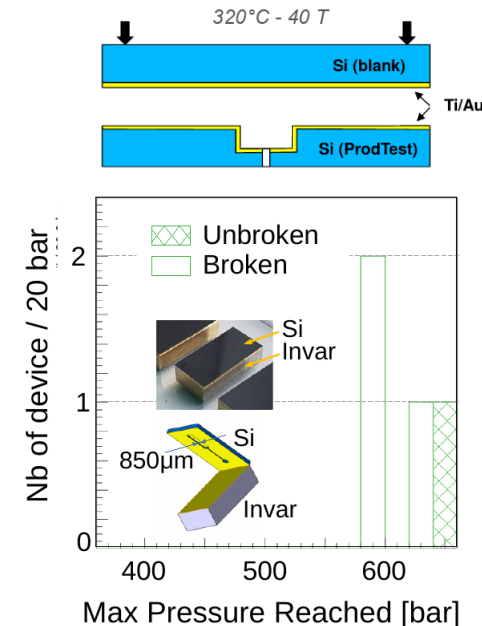 320°C - 40 T
Si (blank)
Ti/Au
Si (ProdTest)
Nb of device / 20 bar
2
1
0
Unbroken
Broken
Si
Invar
Si
850μm
Invar
400 500 600
Max Pressure Reached [bar]